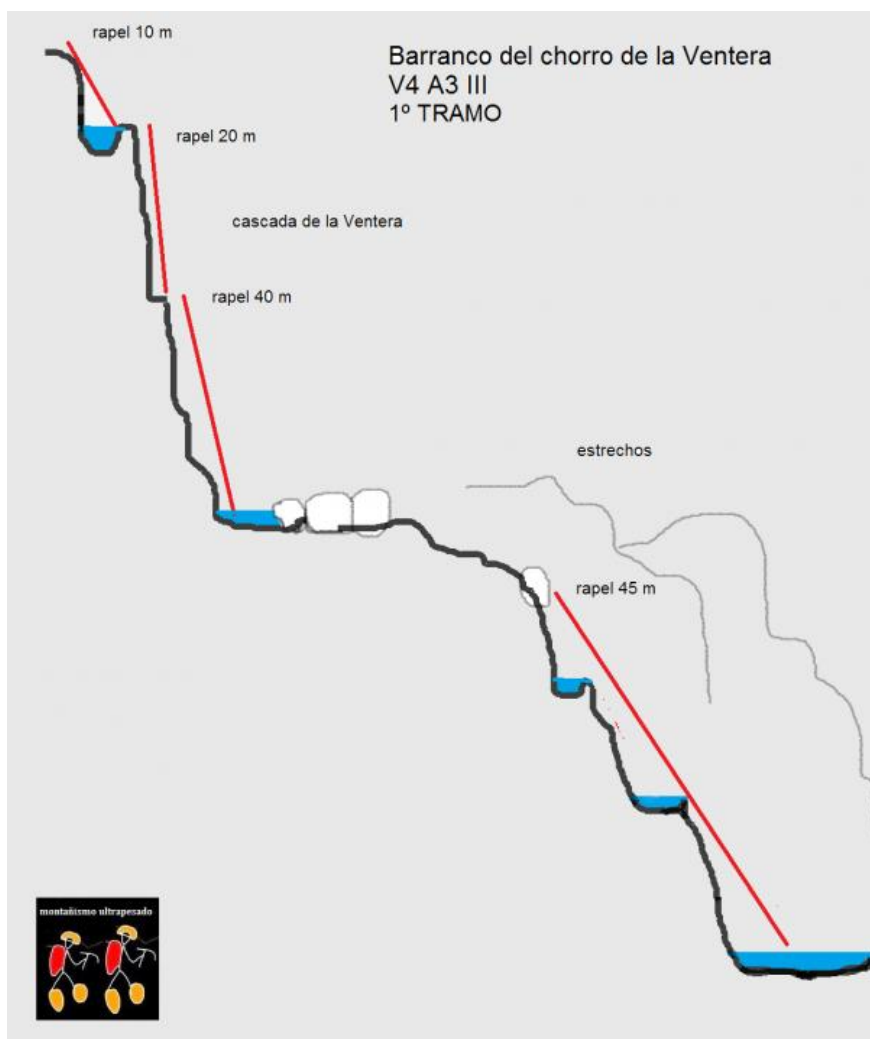 rapel 10 m
Barranco del chorro de la Ventera
V4 A3 III
1º TRAMO
rapel 20 m
cascada de la Ventera
rapel 40 m
estrechos
rapel 45 m
montañismo ultrapesado